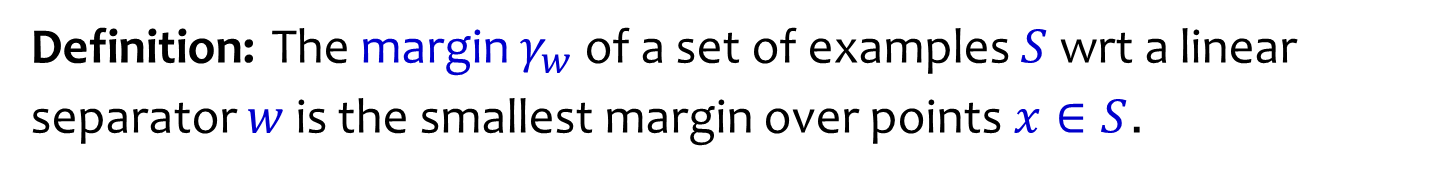 Definition: The margin γ_w of a set of examples S wrt a linear
separator w is the smallest margin over points x ∈ S.